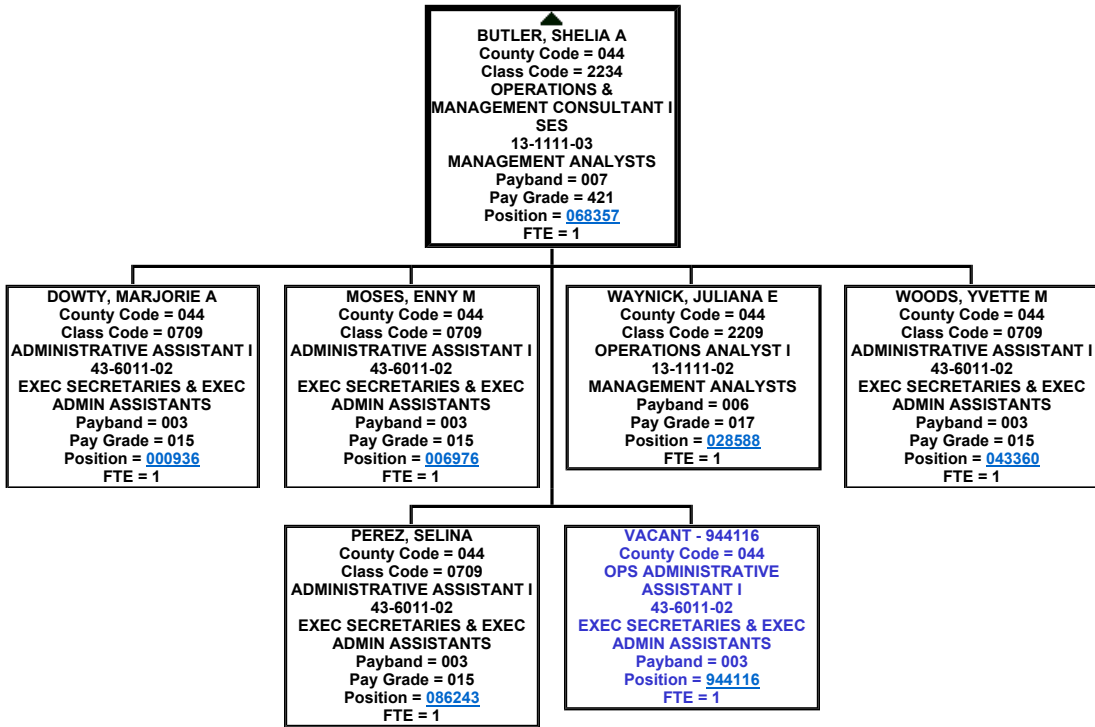 BUTLER, SHELIA A
County Code = 044
Class Code = 2234
OPERATIONS &
MANAGEMENT CONSULTANT I
SES
13-1111-03
MANAGEMENT ANALYSTS
Payband = 007
Pay Grade = 421
Position = 068357
FTE = 1
DOWTY, MARJORIE A
County Code = 044
Class Code = 0709
ADMINISTRATIVE ASSISTANT I
43-6011-02
EXEC SECRETARIES & EXEC
ADMIN ASSISTANTS
Payband = 003
Pay Grade = 015
Position = 000936
FTE = 1
MOSES, ENNY M
County Code = 044
Class Code = 0709
ADMINISTRATIVE ASSISTANT I
43-6011-02
EXEC SECRETARIES & EXEC
ADMIN ASSISTANTS
Payband = 003
Pay Grade = 015
Position = 006976
FTE = 1
WAYNICK, JULIANA E
County Code = 044
Class Code = 2209
OPERATIONS ANALYST I
13-1111-02
MANAGEMENT ANALYSTS
Payband = 006
Pay Grade = 017
Position = 028588
FTE = 1
WOODS, YVETTE M
County Code = 044
Class Code = 0709
ADMINISTRATIVE ASSISTANT I
43-6011-02
EXEC SECRETARIES & EXEC
ADMIN ASSISTANTS
Payband = 003
Pay Grade = 015
Position = 043360
FTE = 1
PEREZ, SELINA
County Code = 044
Class Code = 0709
ADMINISTRATIVE ASSISTANT I
43-6011-02
EXEC SECRETARIES & EXEC
ADMIN ASSISTANTS
Payband = 003
Pay Grade = 015
Position = 086243
FTE = 1
VACANT - 944116
County Code = 044
OPS ADMINISTRATIVE
ASSISTANT I
43-6011-02
EXEC SECRETARIES & EXEC
ADMIN ASSISTANTS
Payband = 003
Position = 944116
FTE = 1